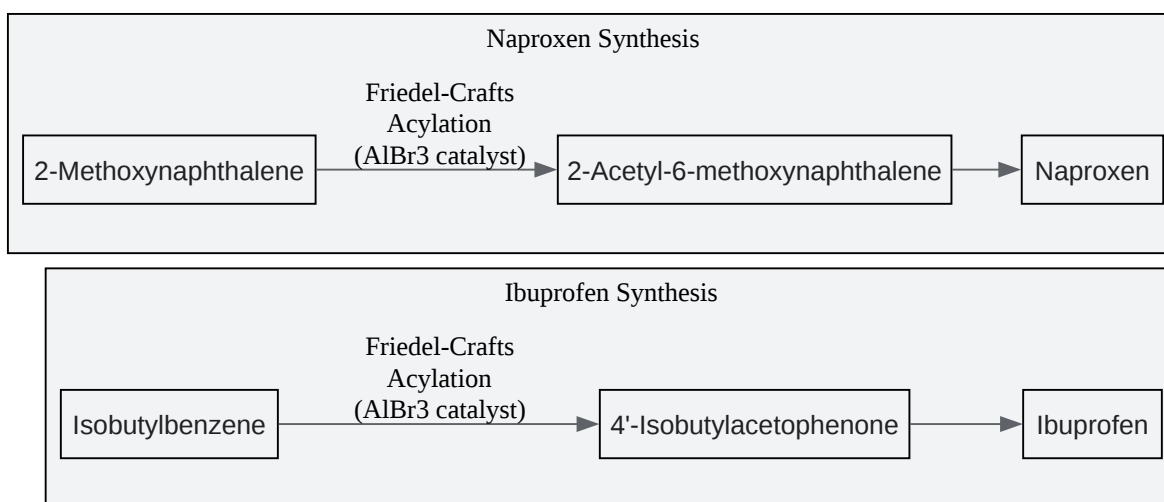 Naproxen Synthesis
Friedel-Crafts
Acylation
(AlBr3 catalyst)
2-Methoxynaphthalene
2-Acetyl-6-methoxynaphthalene
Naproxen
Ibuprofen Synthesis
Friedel-Crafts
Acylation
(AlBr3 catalyst)
Isobutylbenzene
4'-Isobutylacetophenone
Ibuprofen